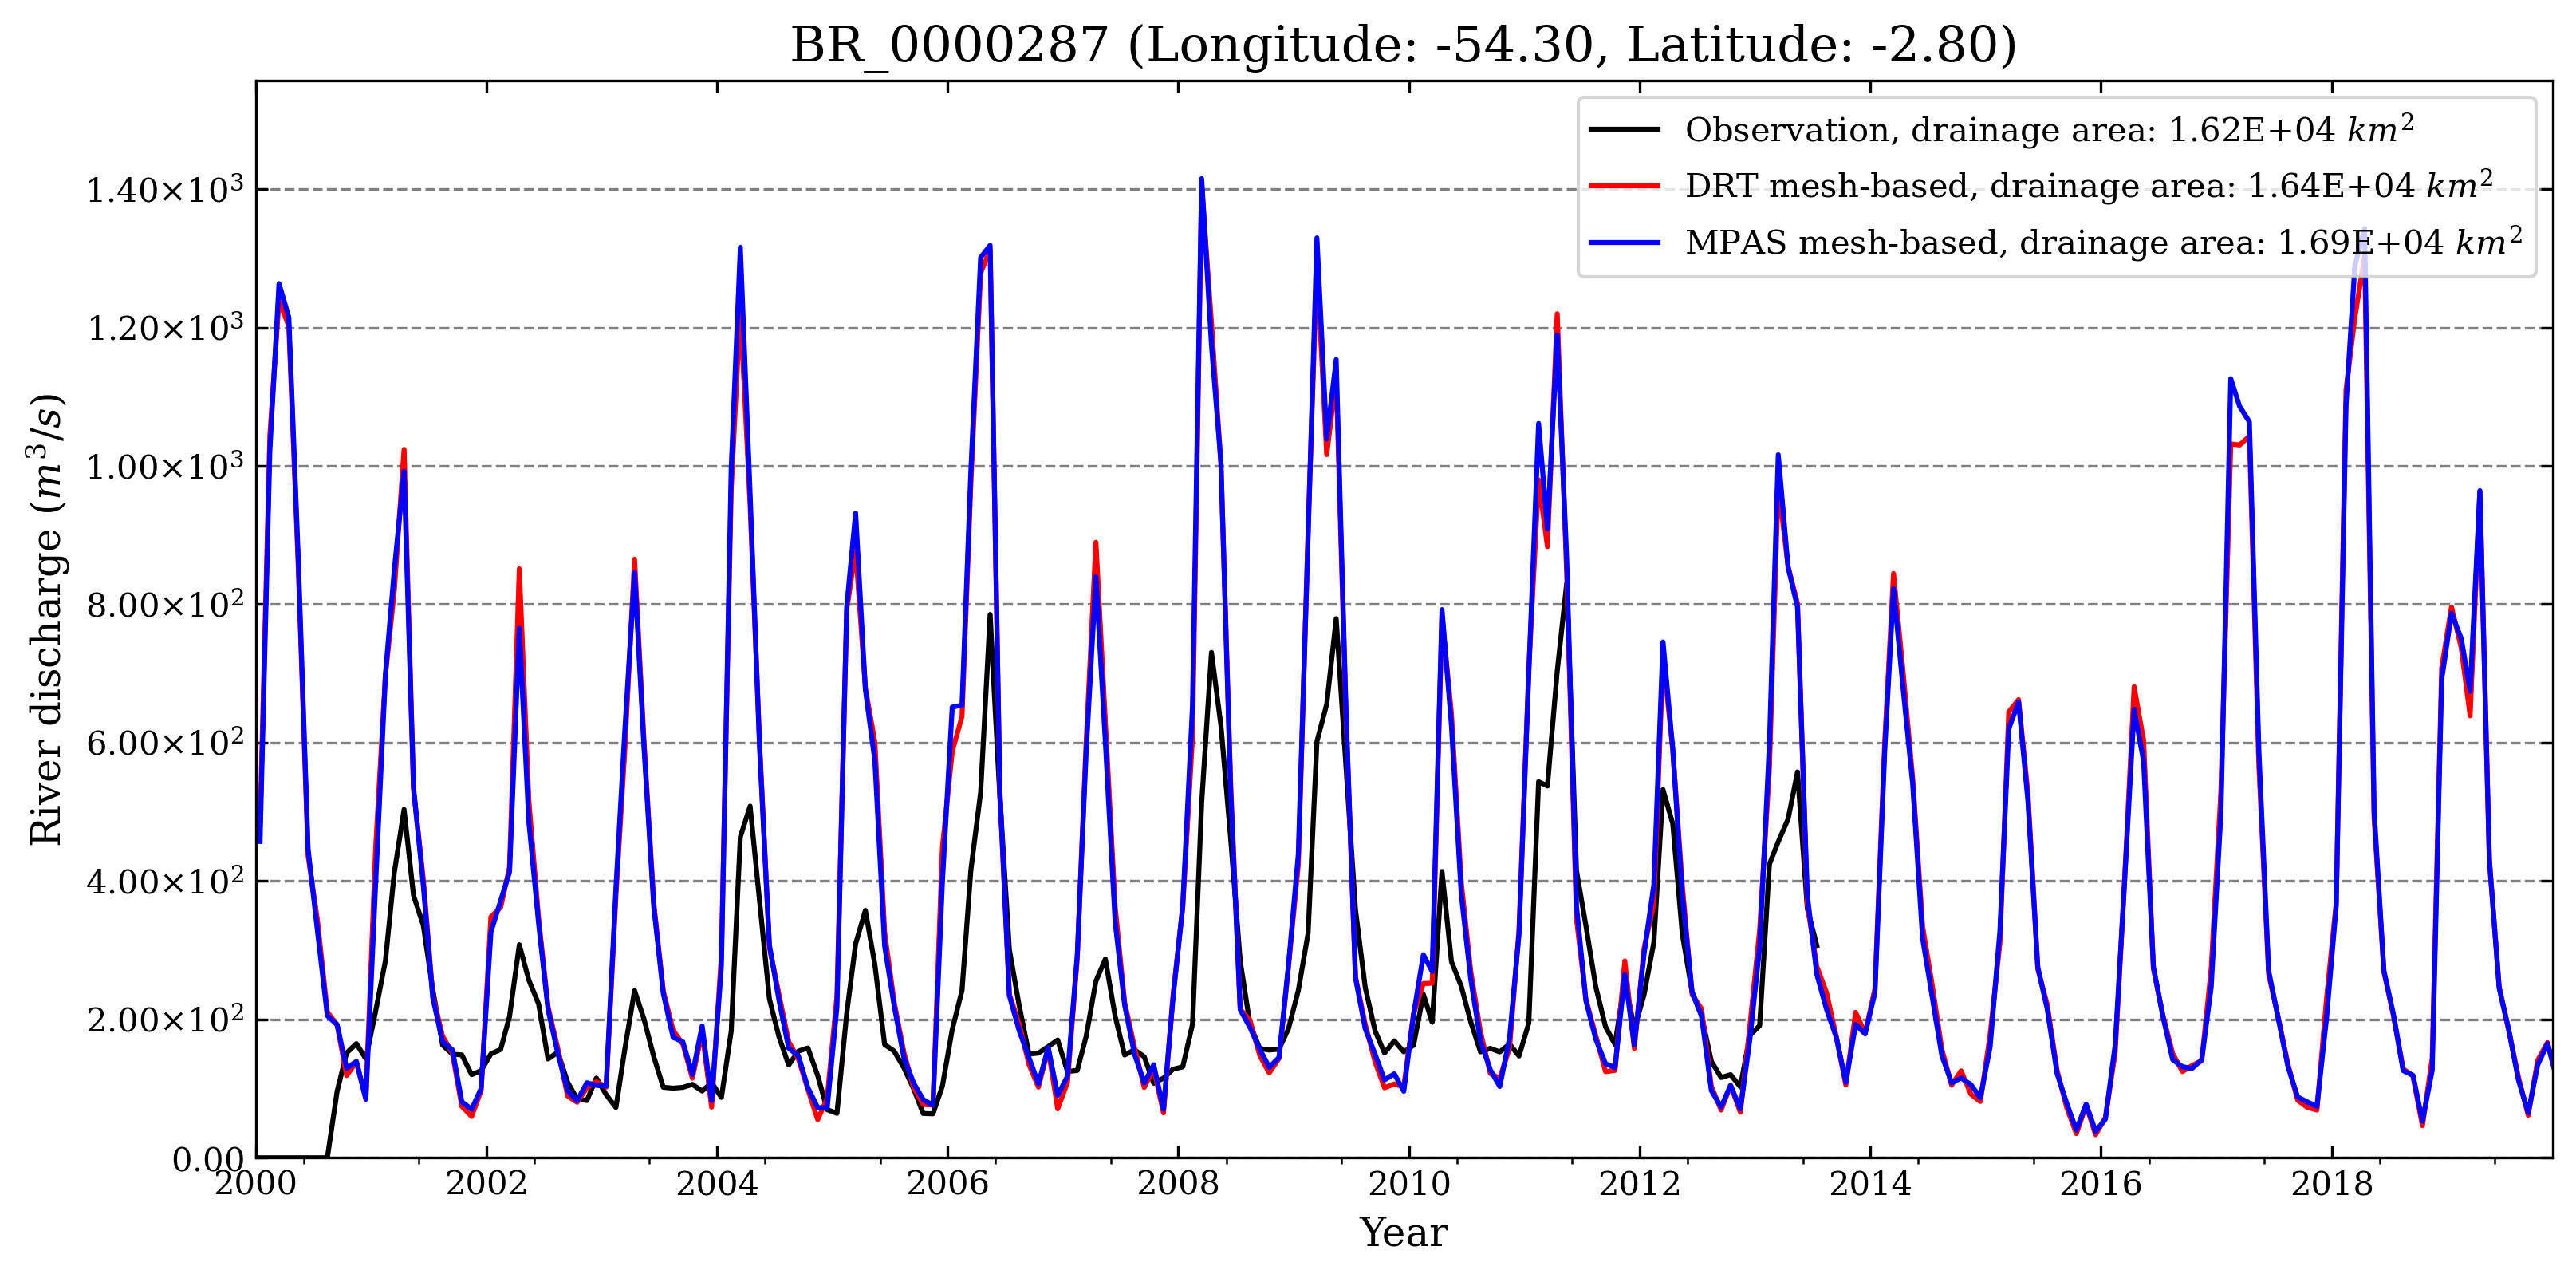 BR_0000287 (Longitude: -54.30, Latitude: -2.80)
Observation, drainage area: 1.62E+04 km²
DRT mesh-based, drainage area: 1.64E+04 km²
MPAS mesh-based, drainage area: 1.69E+04 km²
River discharge (m³/s)
1.40×10³
1.20×10³
1.00×10³
8.00×10²
6.00×10²
4.00×10²
2.00×10²
0.00
2000 2002 2004 2006 2008 2010 2012 2014 2016 2018
Year